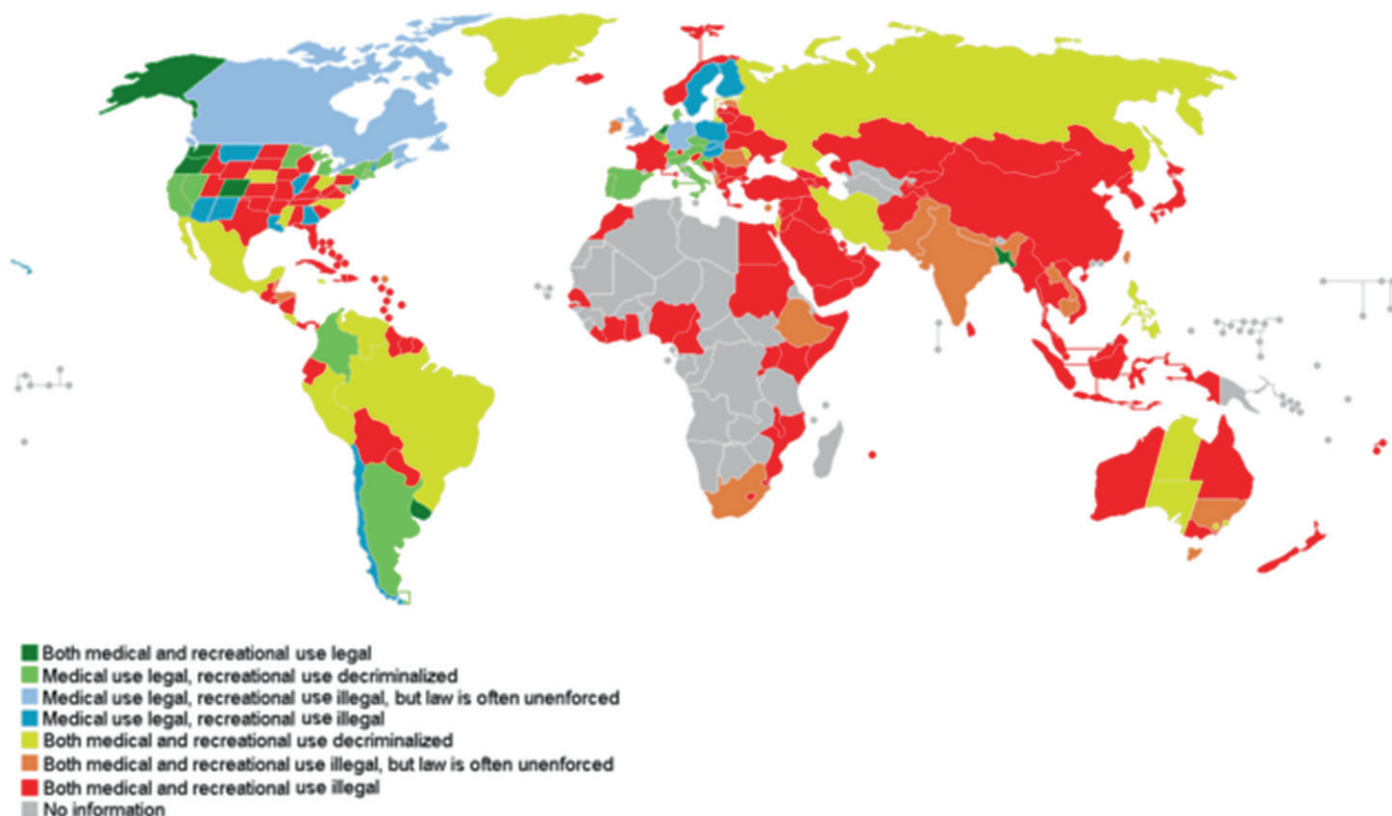 Both medical and recreational use legal
Medical use legal, recreational use decriminalized
Medical use legal, recreational use illegal, but law is often unenforced
Medical use legal, recreational use illegal
Both medical and recreational use decriminalized
Both medical and recreational use illegal, but law is often unenforced
Both medical and recreational use illegal
No information